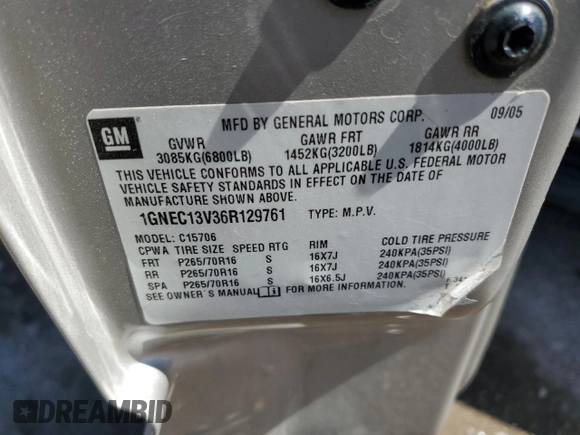 GM
MFD BY GENERAL MOTORS CORP. 09/05
GVWR GAWR FRT GAWR RR
3085KG(6800LB) 1452KG(3200LB) 1814KG(4000LB)
THIS VEHICLE CONFORMS TO ALL APPLICABLE U.S. FEDERAL MOTOR
VEHICLE SAFETY STANDARDS IN EFFECT ON THE DATE OF
MANUFACTURE SHOWN ABOVE.
1GNEC13V36R129761 TYPE: M.P.V.
MODEL: C15706
CPWA TIRE SIZE SPEED RTG RIM COLD TIRE PRESSURE
FRT P265/70R16 S 16X7J 240KPA(35PSI)
RR P265/70R16 S 16X7J 240KPA(35PSI)
SPA P265/70R16 S 16X6.5J 240KPA(35PSI)
SEE OWNER'S MANUAL FOR MORE INFORMATION.
DREAMBID